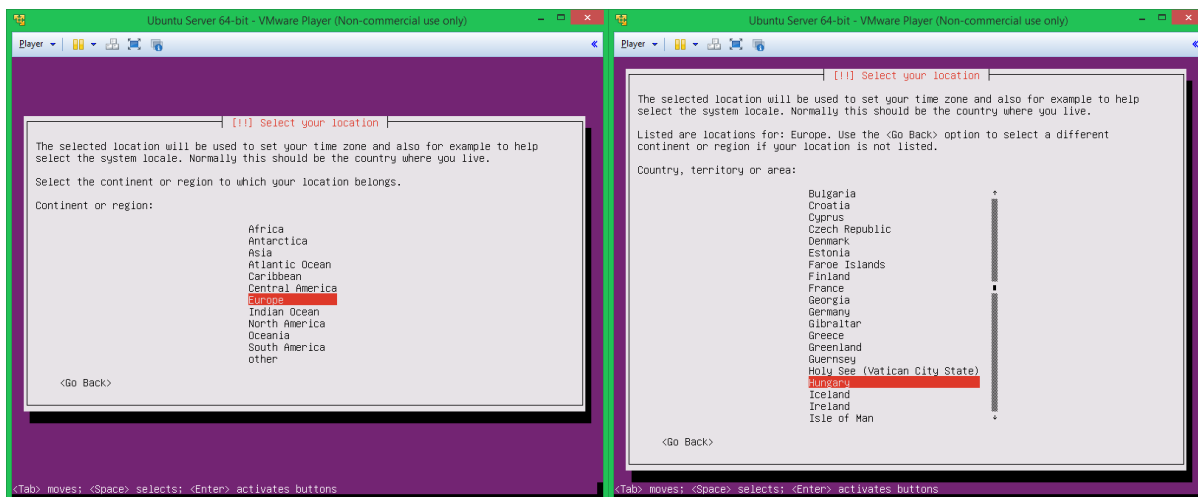 Ubuntu Server 64-bit - VMware Player (Non-commercial use only)
Player
[!!] Select your location
The selected location will be used to set your time zone and also for example to help
select the system locale. Normally this should be the country where you live.
Select the continent or region to which your location belongs.
Continent or region:
Africa
Antarctica
Asia
Atlantic Ocean
Caribbean
Central America
Europe
Indian Ocean
North America
Oceania
South America
other
<Go Back>
<Tab> moves; <Space> selects; <Enter> activates buttons
Ubuntu Server 64-bit - VMware Player (Non-commercial use only)
Player
[!!] Select your location
The selected location will be used to set your time zone and also for example to help
select the system locale. Normally this should be the country where you live.
Listed are locations for: Europe. Use the <Go Back> option to select a different
continent or region if your location is not listed.
Country, territory or area:
Bulgaria
Croatia
Cyprus
Czech Republic
Denmark
Estonia
Faroe Islands
Finland
France
Georgia
Germany
Gibraltar
Greece
Greenland
Guernsey
Holy See (Vatican City State)
Hungary
Iceland
Ireland
Isle of Man
<Go Back>
<Tab> moves; <Space> selects; <Enter> activates buttons